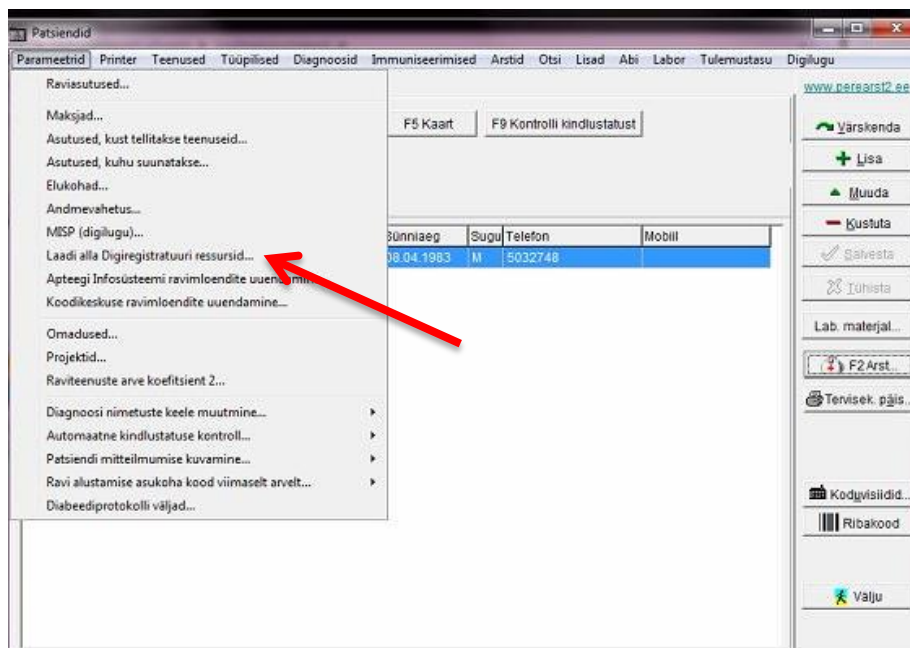 Patsiendid
Parameetrid Printer Teenused Tüüpilised Diagnoosid Immuniseerimised Arstid Otsi Lisad Abi Labor Tulemustasu Digilugu
Raviasutused...
Maksjad...
Asutused, kust tellitakse teenuseid...
Asutused, kuhu suunatakse...
Elukohad...
Andmevahetus...
MISP (digilugu)...
Laadi alla Digiregistratuuri ressursid...
Apteegi Infosüsteemi ravimloendite
Koodikeskuse ravimloendite uuendamine...
Omadused...
Projektid...
Raviteenuste arve koefitsient 2...
Diagnoosi nimetuste keele muutmine...
Automaatne kindlustatuse kontroll...
Patsiendi mitteilmumise kuvamine...
Ravi alustamise asukoha kood viimaselt arvelt...
Diabeediprotokolli väljad...
F5 Kaart F9 Kontrolli kindlustatust
Sünniaeg Sugu Telefon Mobiil
08.04.1983 M 5032748
www.perearst2.ee
Värskenda
Lisa
Muuda
Kustuta
Salvesta
Tühista
Lab. materjal...
F2 Arst...
Tervisek. päis...
Koduvisiidid...
Ribakood
Välju